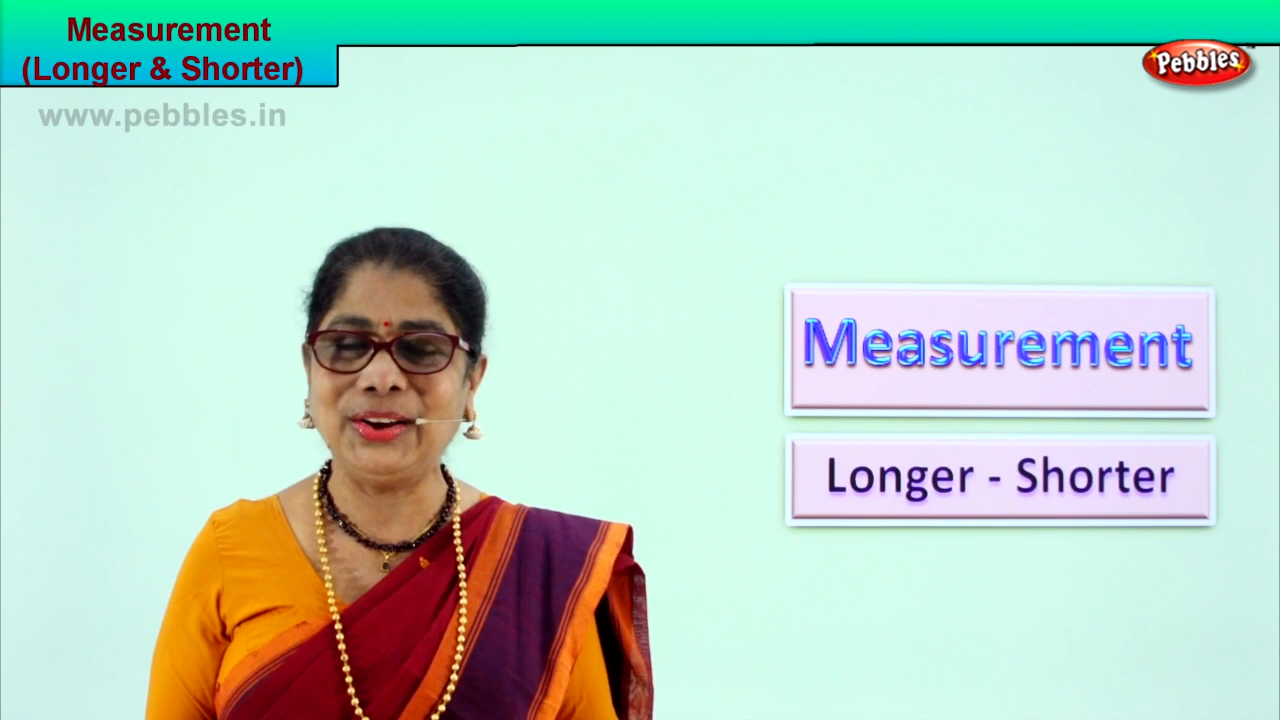 Measurement
(Longer & Shorter)
Pebbles
www.pebbles.in
Measurement
Longer - Shorter